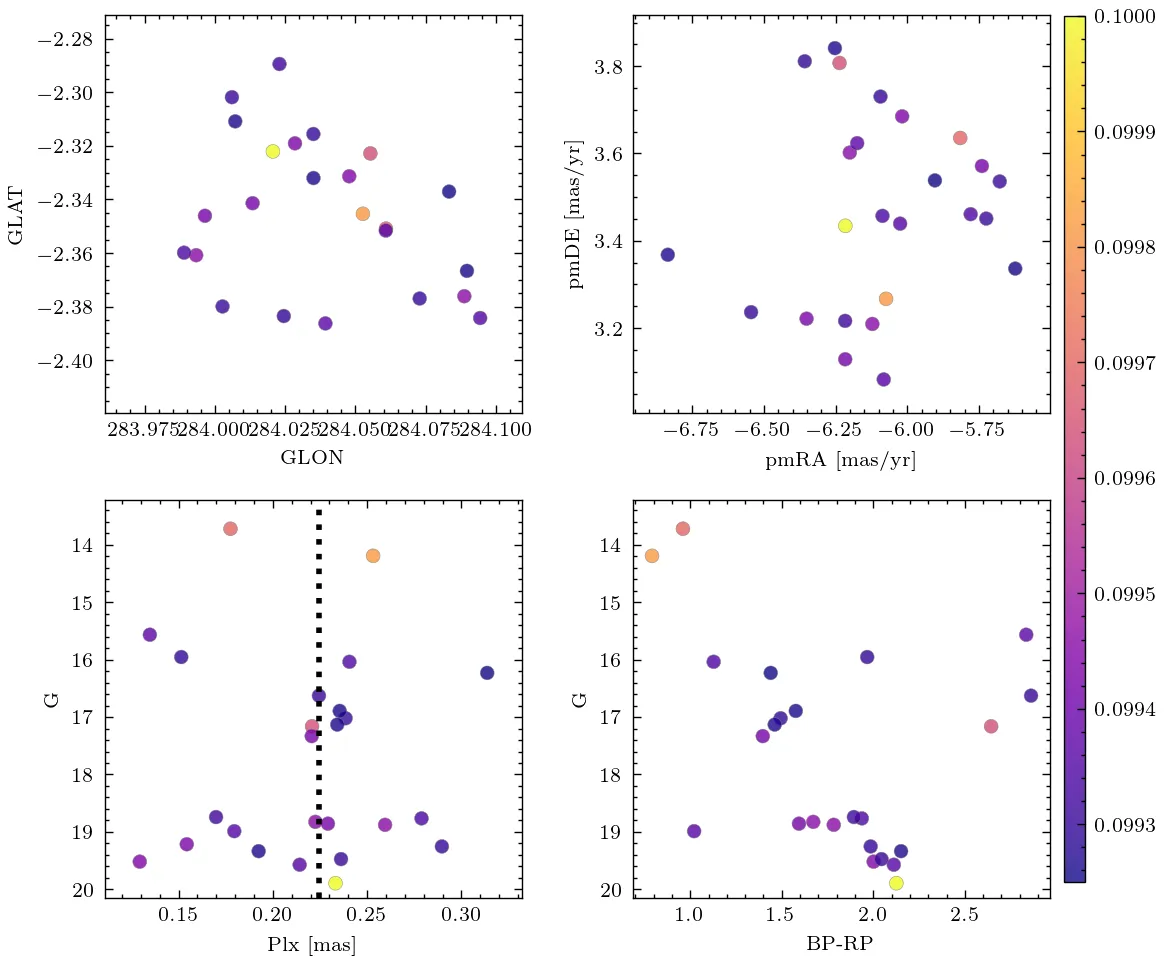 −2.28
−2.30
−2.32
−2.34
−2.36
−2.38
−2.40
GLAT
283.975 284.000 284.025 284.050 284.075 284.100
GLON
3.8
3.6
3.4
3.2
pmDE [mas/yr]
−6.75 −6.50 −6.25 −6.00 −5.75
pmRA [mas/yr]
14
15
16
17
18
19
20
G
0.15 0.20 0.25 0.30
Plx [mas]
14
15
16
17
18
19
20
G
1.0 1.5 2.0 2.5
BP-RP
0.1000
0.0999
0.0998
0.0997
0.0996
0.0995
0.0994
0.0993